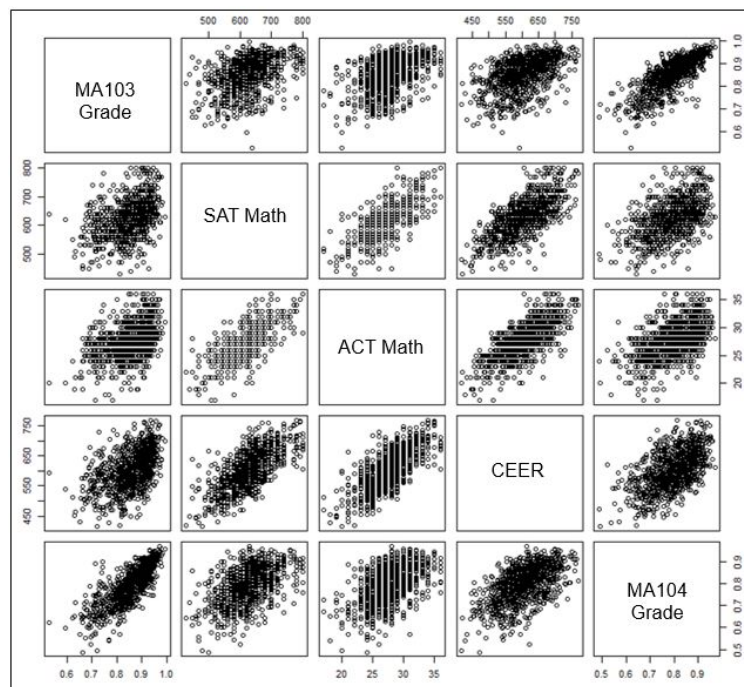 500 600 700 800
450 550 650 750
MA103
Grade
0.6 0.7 0.8 0.9 1.0
500 600 700 800
SAT Math
ACT Math
20 25 30 35
450 550 650 750
CEER
0.5 0.6 0.7 0.8 0.9
MA104
Grade
0.6 0.7 0.8 0.9 1.0
20 25 30 35
0.5 0.6 0.7 0.8 0.9